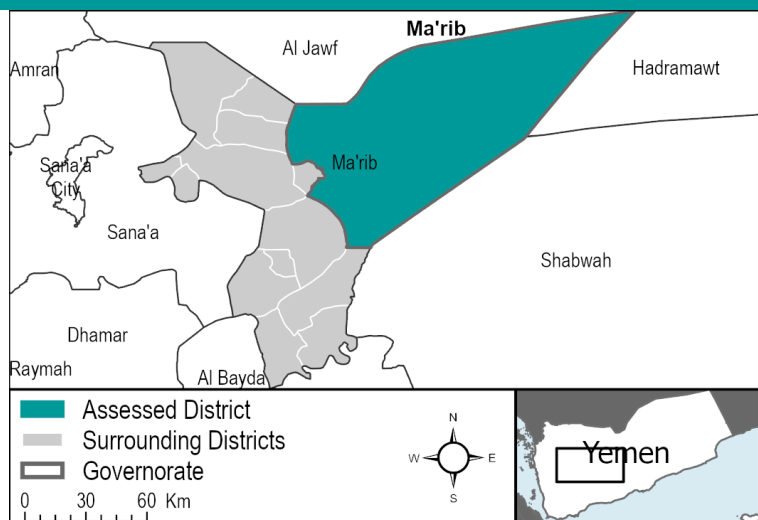 Ma'rib
Al Jawf
Amran
Hadramawt
Ma'rib
Sana'a
City
Sana'a
Shabwah
Dhamar
Raymah
Al Bayda
Assessed District
Surrounding Districts
Governorate
0 30 60 Km
N
W E
S
Yemen